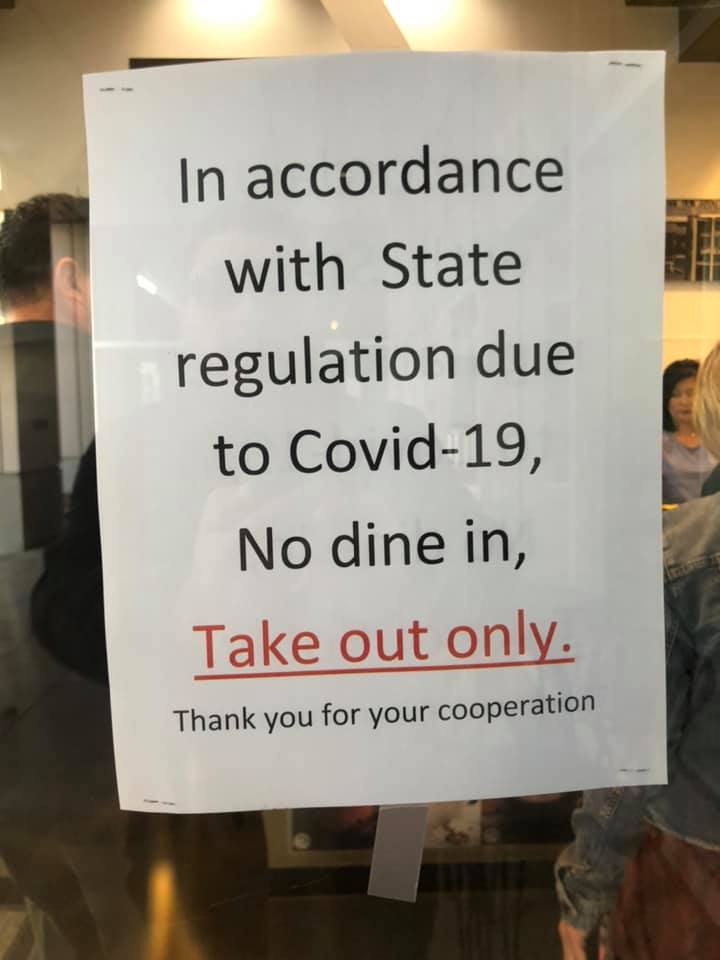 In accordance
with State
regulation due
to Covid-19,
No dine in,
Take out only.
Thank you for your cooperation